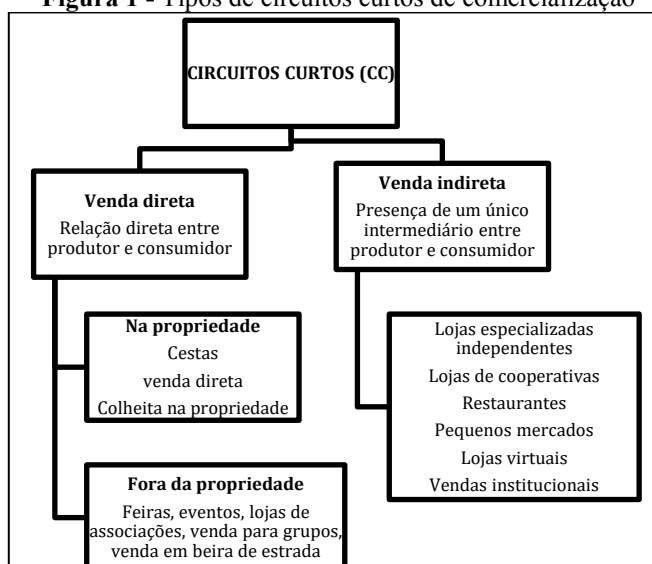 Figura 1 - Tipos de circuitos curtos de comercialização
CIRCUITOS CURTOS (CC)
Venda direta
Relação direta entre
produtor e consumidor
Venda indireta
Presença de um único
intermediário entre
produtor e consumidor
Na propriedade
Cestas
venda direta
Colheita na propriedade
Fora da propriedade
Feiras, eventos, lojas de
associações, venda para grupos,
venda em beira de estrada
Lojas especializadas
independentes
Lojas de cooperativas
Restaurantes
Pequenos mercados
Lojas virtuais
Vendas institucionais